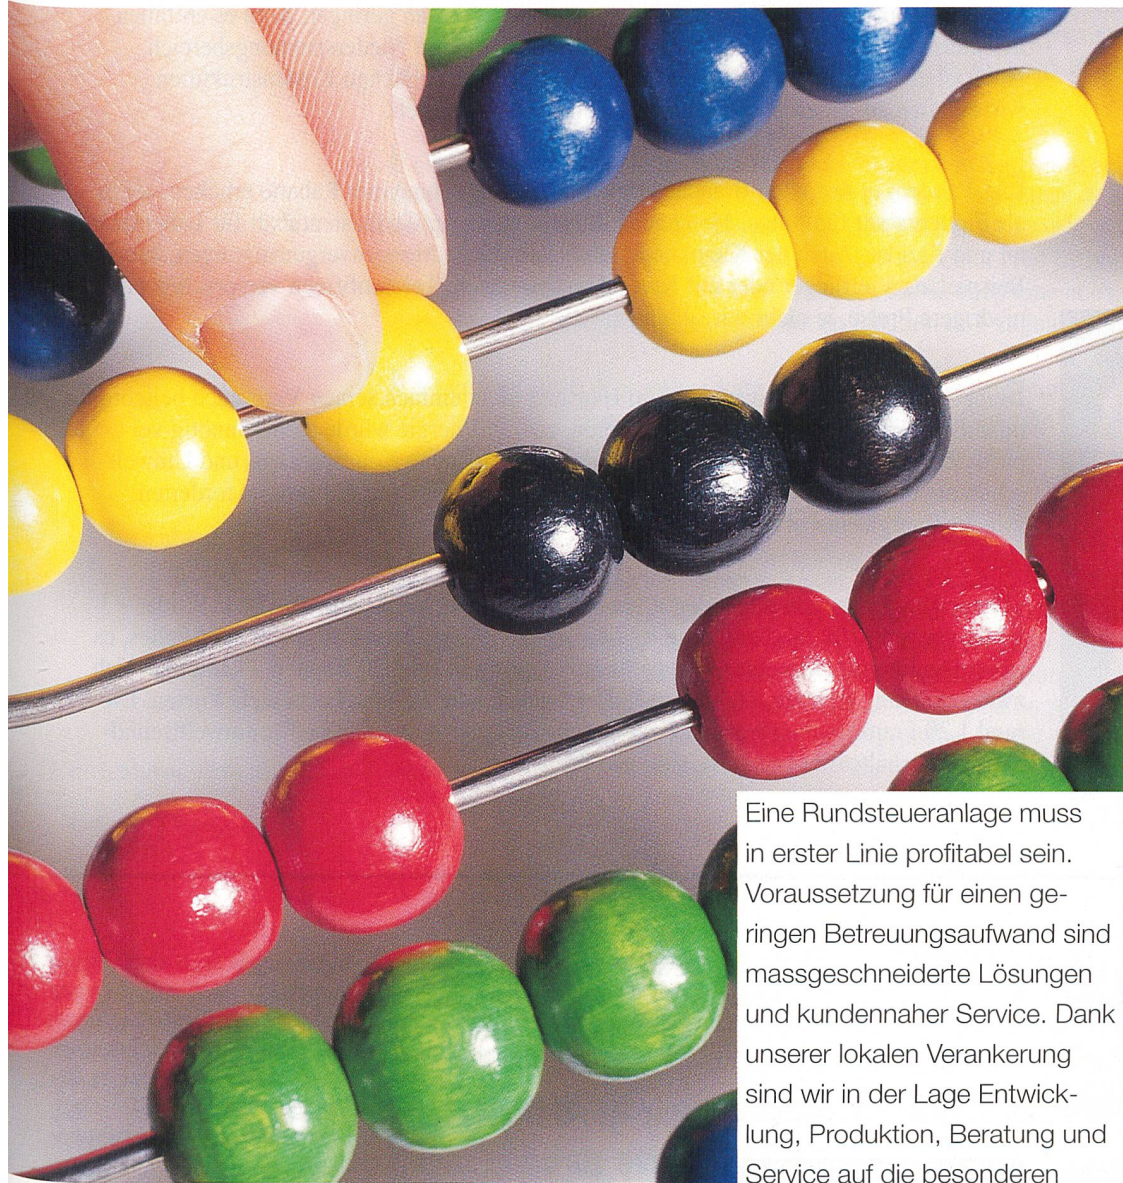 Eine Rundsteueranlage muss
in erster Linie profitabel sein.
Voraussetzung für einen ge-
ringen Betreuungsaufwand sind
massgeschneiderte Lösungen
und kundennaher Service. Dank
unserer lokalen Verankerung
sind wir in der Lage Entwick-
lung, Produktion, Beratung und
Service auf die besonderen